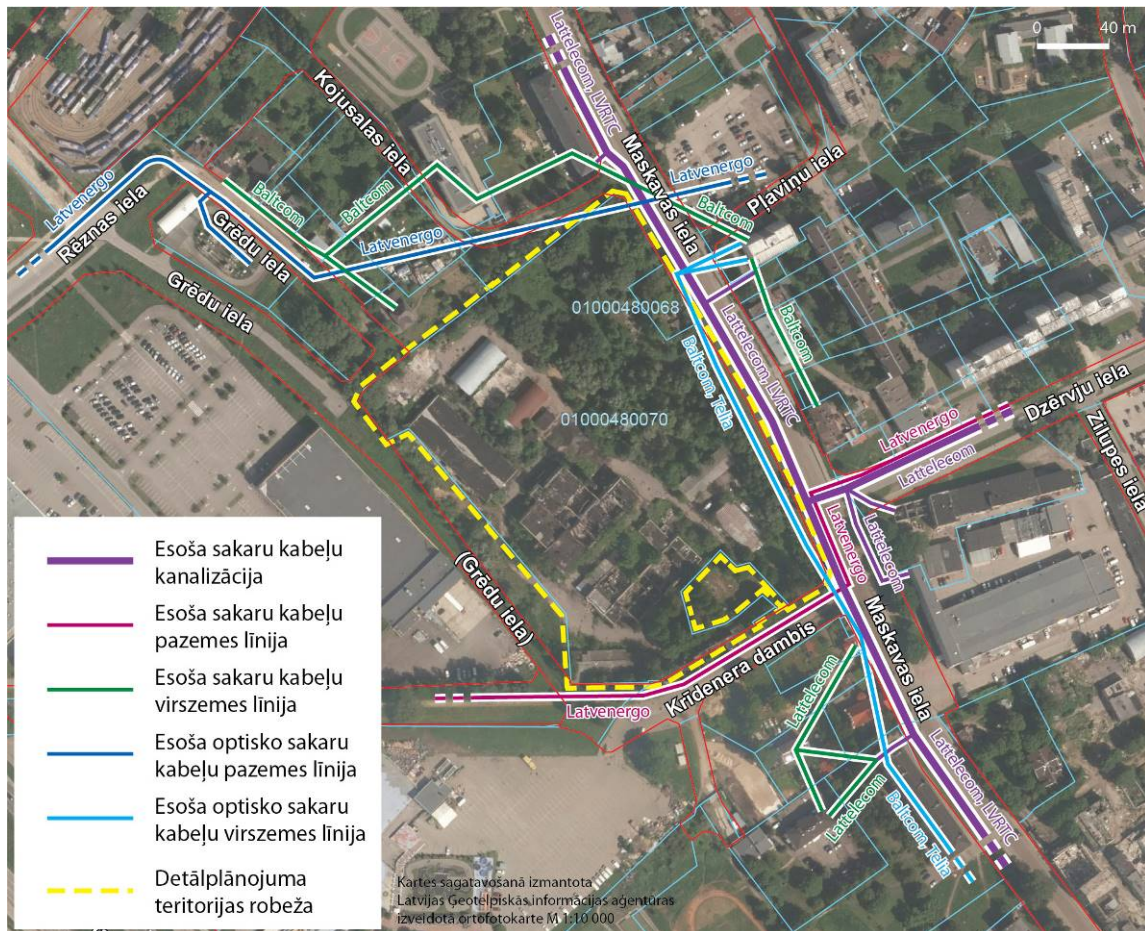 0 40 m
Lattelecom, LVRTC
Kojusalas iela
Maskavas iela
Pļaviņu iela
Latvenergo
Latvenergo
Rēznas iela
Baltcom
Baltcom
Baltcom
Grēdu iela
Latvenergo
Grēdu iela
01000480068
Baltcom
Lattelecom, LVRTC
Baltcom, Telia
01000480070
Dzērvju iela
Latvenergo
Lattelecom
Zilupes iela
Lattelecom
Latvenergo
(Grēdu iela)
Maskavas iela
Krīdenera dambis
Latvenergo
Lattelecom
Lattelecom
Lattelecom, LVRTC
Baltcom, Telia
Esoša sakaru kabeļu
kanalizācija
Esoša sakaru kabeļu
pazemes līnija
Esoša sakaru kabeļu
virszemes līnija
Esoša optisko sakaru
kabeļu pazemes līnija
Esoša optisko sakaru
kabeļu virszemes līnija
Detālplānojuma
teritorijas robeža
Kartes sagatavošanā izmantota
Latvijas Ģeotelpiskās informācijas aģentūras
izveidotā ortofotokarte M 1:10 000